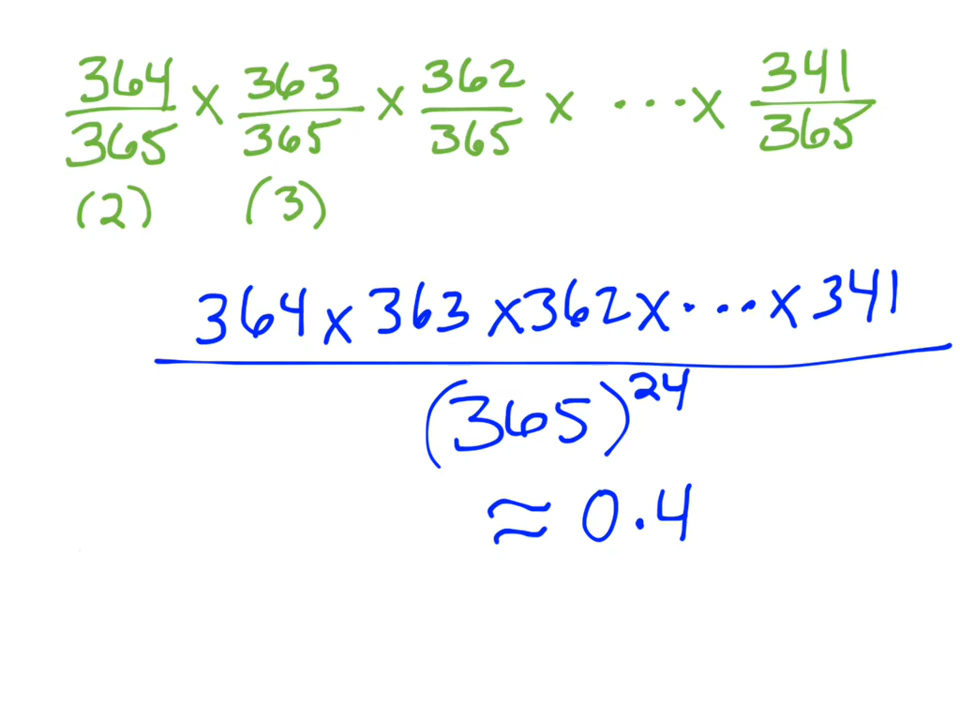 364/365 x 363/365 x 362/365 x ... x 341/365
(2) (3)
364 x 363 x 362 x ... x 341
(365)^24
≈ 0.4